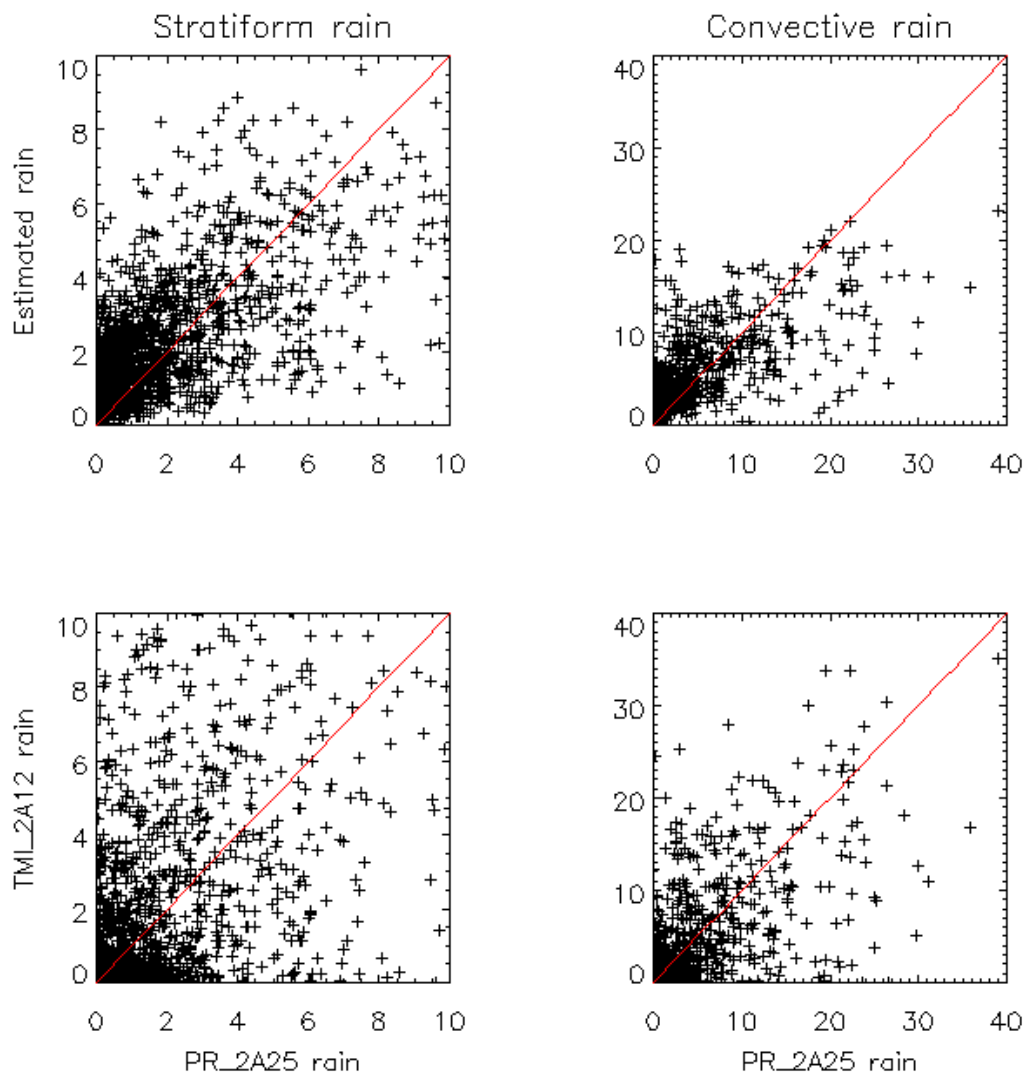 Stratiform rain
Convective rain
Estimated rain
10
8
6
4
2
0
0 2 4 6 8 10
40
30
20
10
0
0 10 20 30 40
TMI_2A12 rain
10
8
6
4
2
0
0 2 4 6 8 10
PR_2A25 rain
40
30
20
10
0
0 10 20 30 40
PR_2A25 rain